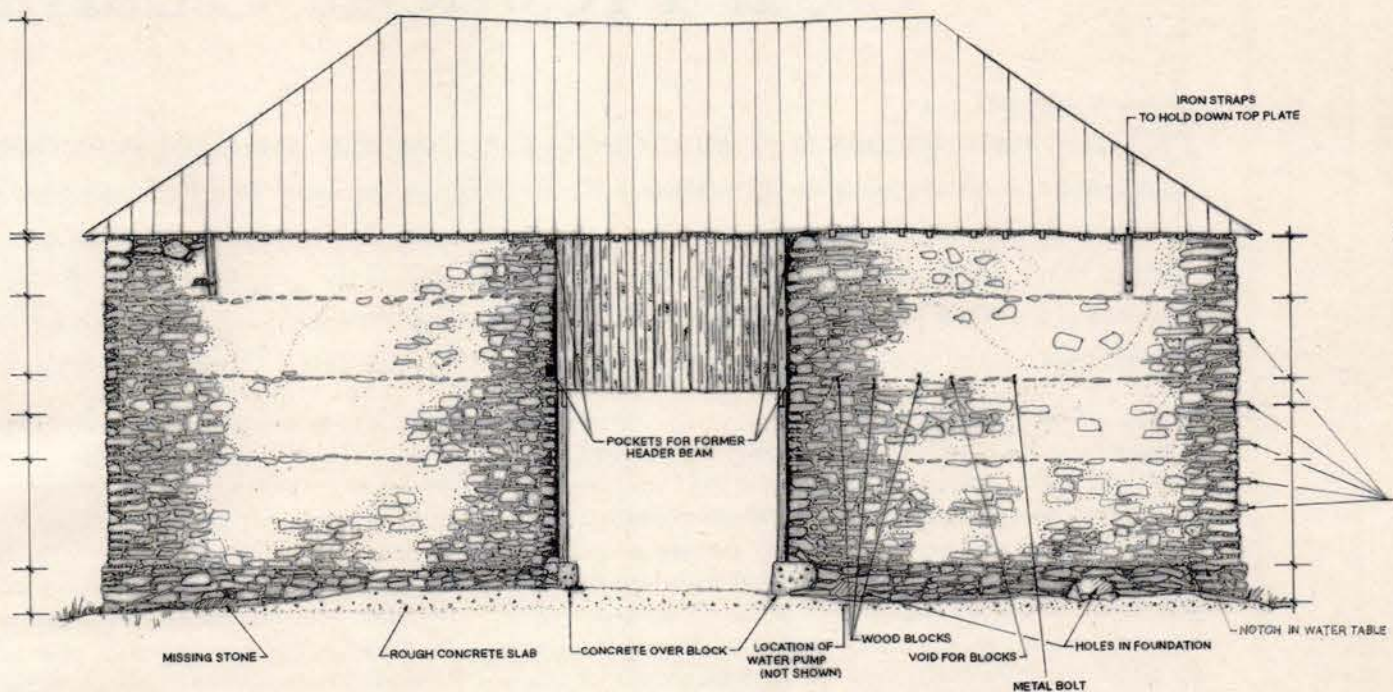 IRON STRAPS
TO HOLD DOWN TOP PLATE
POCKETS FOR FORMER
HEADER BEAM
MISSING STONE
ROUGH CONCRETE SLAB
CONCRETE OVER BLOCK
LOCATION OF
WATER PUMP
(NOT SHOWN)
WOOD BLOCKS
VOID FOR BLOCKS
METAL BOLT
HOLES IN FOUNDATION
NOTCH IN WATER TABLE